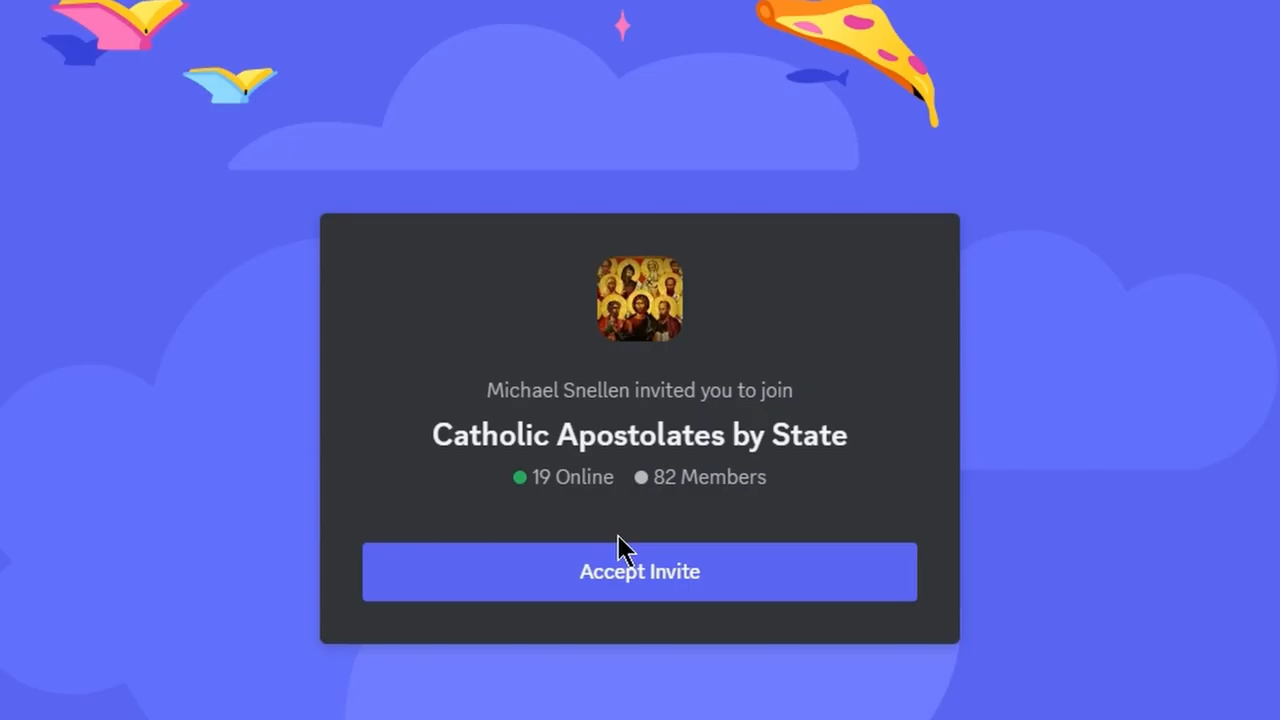 Michael Snellen invited you to join
Catholic Apostolates by State
19 Online 82 Members
Accept Invite